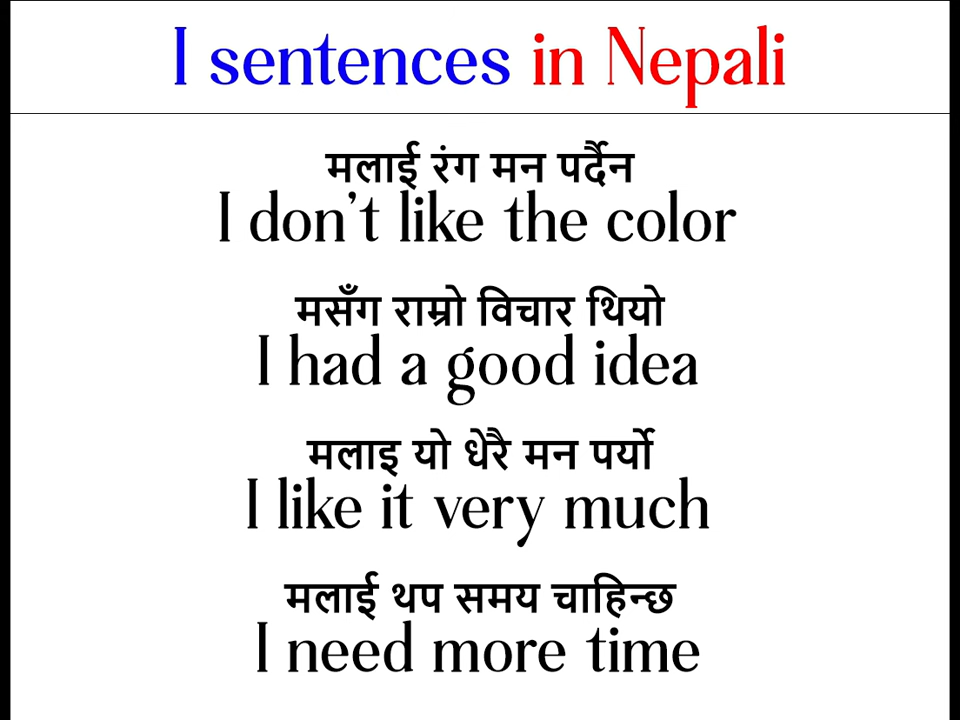 I sentences in Nepali
मलाई रंग मन पर्दैन
I don't like the color
मसँग राम्रो विचार थियो
I had a good idea
मलाइ यो धेरै मन पर्यो
I like it very much
मलाई थप समय चाहिन्छ
I need more time